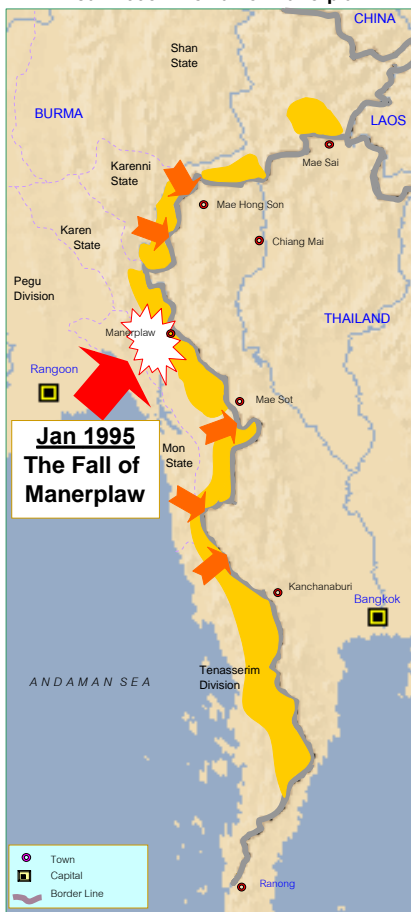 CHINA
Shan
State
BURMA
LAOS
Mae Sai
Karenni
State
Mae Hong Son
Karen
State
Chiang Mai
Pegu
Division
THAILAND
Manerplaw
Rangoon
Mae Sot
Jan 1995
The Fall of
Manerplaw
Mon
State
Kanchanaburi
Bangkok
Tenasserim
Division
ANDAMAN SEA
Town
Capital
Border Line
Ranong